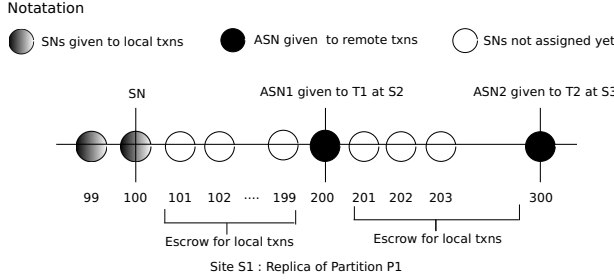 Notatation
SNs given to local txns
ASN given to remote txns
SNs not assigned yet
SN
ASN1 given to T1 at S2
ASN2 given to T2 at S3
99 100 101 102 .... 199 200 201 202 203 300
Escrow for local txns
Escrow for local txns
Site S1 : Replica of Partition P1